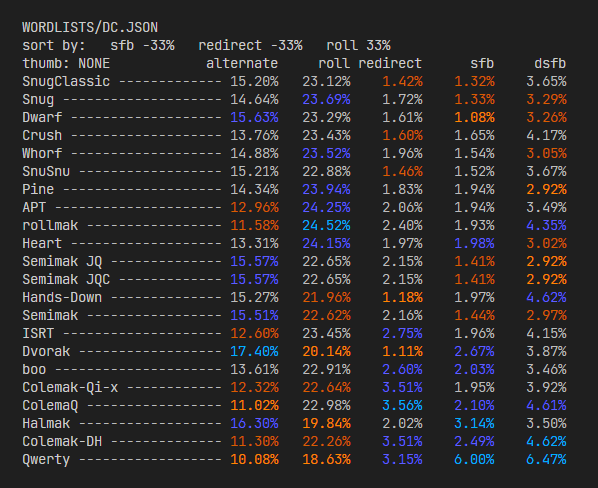 WORDLISTS/DC.JSON
sort by:   sfb -33%   redirect -33%   roll 33%
thumb: NONE            alternate     roll redirect      sfb     dsfb
SnugClassic ------------- 15.20%   23.12%    1.42%    1.32%    3.65%
Snug -------------------- 14.64%   23.69%    1.72%    1.33%    3.29%
Dwarf ------------------- 15.63%   23.29%    1.61%    1.08%    3.26%
Crush ------------------- 13.76%   23.43%    1.60%    1.65%    4.17%
Whorf ------------------- 14.88%   23.52%    1.96%    1.54%    3.05%
SnuSnu ------------------ 15.21%   22.88%    1.46%    1.52%    3.67%
Pine -------------------- 14.34%   23.94%    1.83%    1.94%    2.92%
APT --------------------- 12.96%   24.25%    2.06%    1.94%    3.49%
rollmak ----------------- 11.58%   24.52%    2.40%    1.93%    4.35%
Heart ------------------- 13.31%   24.15%    1.97%    1.98%    3.02%
Semimak JQ -------------- 15.57%   22.65%    2.15%    1.41%    2.92%
Semimak JQC ------------- 15.57%   22.65%    2.15%    1.41%    2.92%
Hands-Down -------------- 15.27%   21.96%    1.18%    1.97%    4.62%
Semimak ----------------- 15.51%   22.62%    2.16%    1.44%    2.97%
ISRT -------------------- 12.60%   23.45%    2.75%    1.96%    4.15%
Dvorak ------------------ 17.40%   20.14%    1.11%    2.67%    3.87%
boo --------------------- 13.61%   22.91%    2.60%    2.03%    3.46%
Colemak-Qi-x ------------ 12.32%   22.64%    3.51%    1.95%    3.92%
ColemaQ ----------------- 11.02%   22.98%    3.56%    2.10%    4.61%
Halmak ------------------ 16.30%   19.84%    2.02%    3.14%    3.50%
Colemak-DH -------------- 11.30%   22.26%    3.51%    2.49%    4.62%
Qwerty ------------------ 10.08%   18.63%    3.15%    6.00%    6.47%